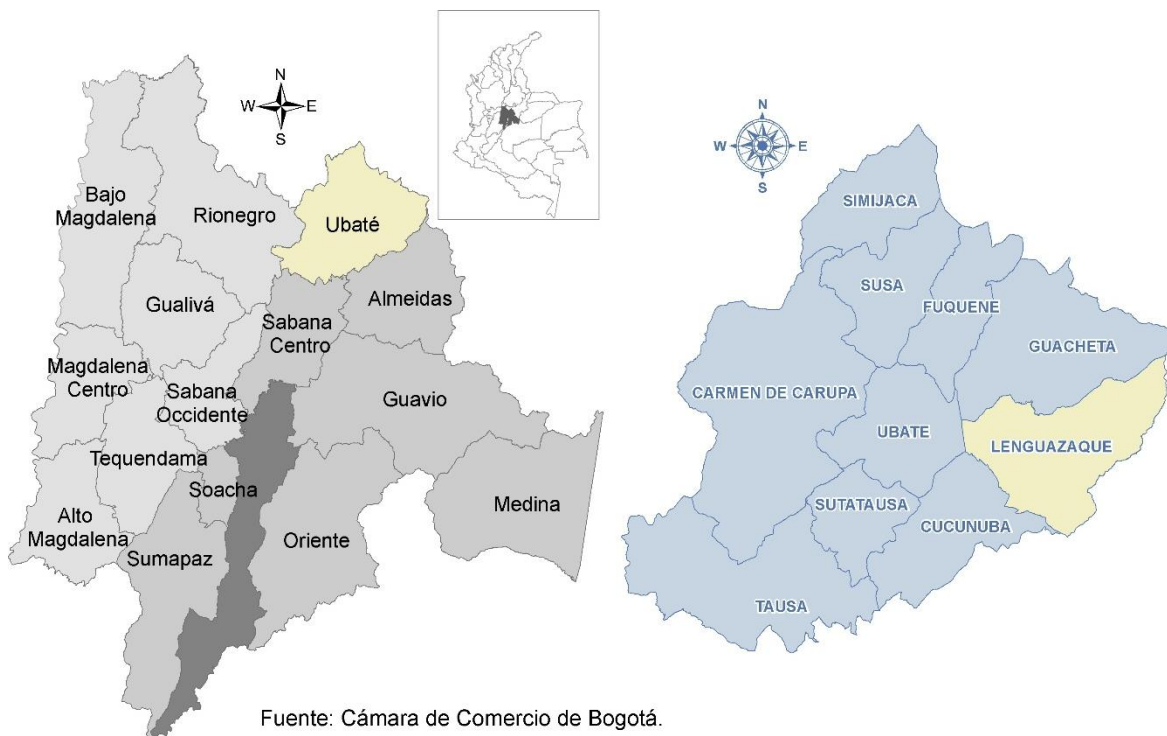 N
W E
S
Bajo
Magdalena
Rionegro
Ubaté
Gualivá
Almeidas
Sabana
Centro
Magdalena
Centro
Sabana
Occidente
Guavio
Tequendama
Soacha
Medina
Alto
Magdalena
Sumapaz
Oriente
N
W E
S
SIMIJACA
SUSA
FUQUENE
GUACHETA
CARMEN DE CARUPA
UBATE
LENGUAZAQUE
SUTATAUSA
CUCUNUBA
TAUSA
Fuente: Cámara de Comercio de Bogotá.